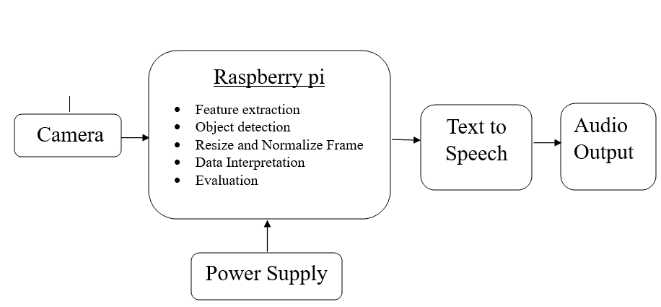 Camera
Raspberry pi
• Feature extraction
• Object detection
• Resize and Normalize Frame
• Data Interpretation
• Evaluation
Text to
Speech
Audio
Output
Power Supply